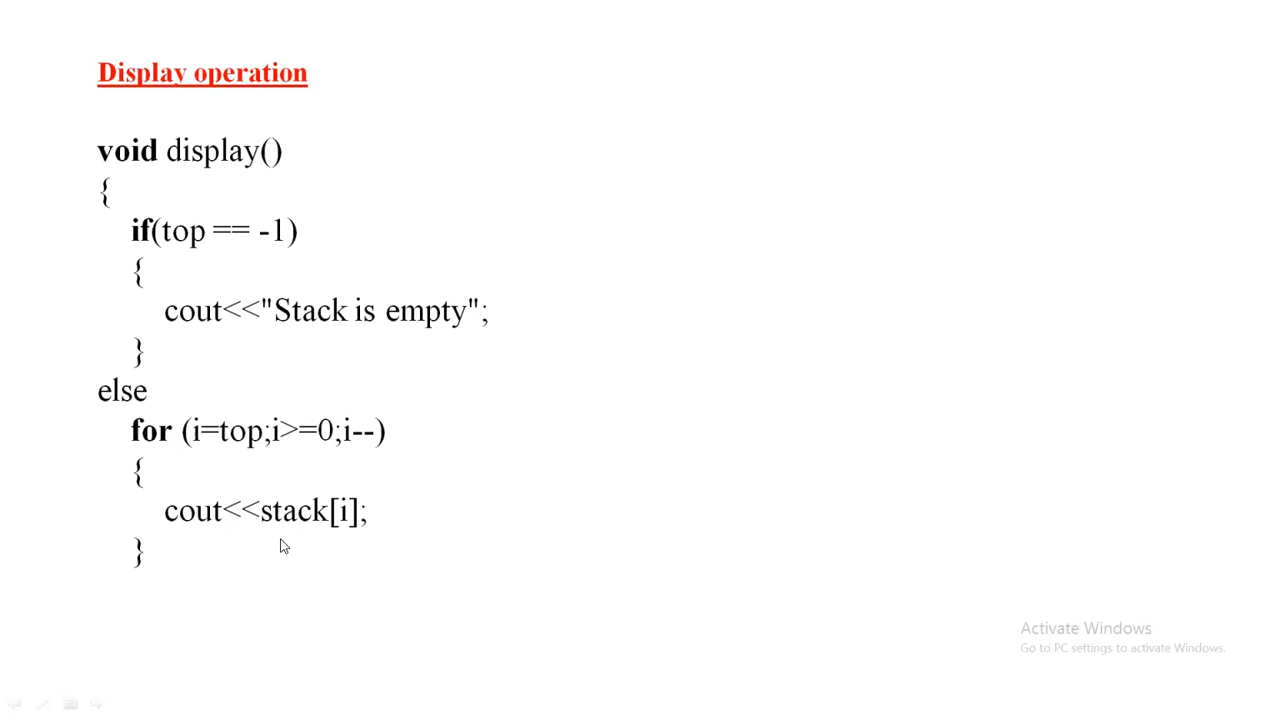 Display operation
void display()
{
if(top == -1)
{
cout<<"Stack is empty";
}
else
for (i=top;i>=0;i--)
{
cout<<stack[i];
}
Activate Windows
Go to PC settings to activate Windows.